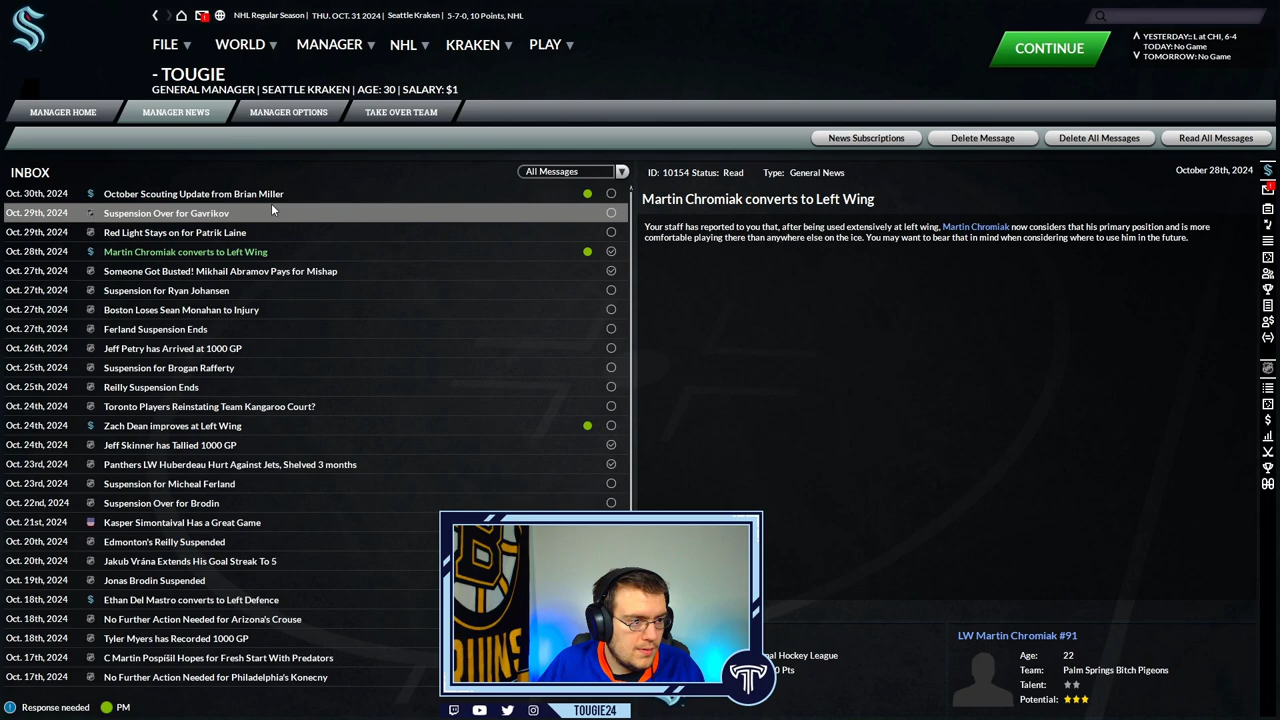 NHL Regular Season | THU. OCT. 31 2024 | Seattle Kraken | 5-7-0, 10 Points, NHL
FILE WORLD MANAGER NHL KRAKEN PLAY
CONTINUE
YESTERDAY:: L at CHI, 6-4
TODAY: No Game
TOMORROW: No Game
- TOUGIE
GENERAL MANAGER | SEATTLE KRAKEN | AGE: 30 | SALARY: $1
MANAGER HOME MANAGER NEWS MANAGER OPTIONS TAKE OVER TEAM
News Subscriptions Delete Message Delete All Messages Read All Messages
INBOX All Messages
Oct. 30th, 2024 October Scouting Update from Brian Miller
Oct. 29th, 2024 Suspension Over for Gavrikov
Oct. 29th, 2024 Red Light Stays on for Patrik Laine
Oct. 28th, 2024 Martin Chromiak converts to Left Wing
Oct. 27th, 2024 Someone Got Busted! Mikhail Abramov Pays for Mishap
Oct. 27th, 2024 Suspension for Ryan Johansen
Oct. 27th, 2024 Boston Loses Sean Monahan to Injury
Oct. 27th, 2024 Ferland Suspension Ends
Oct. 26th, 2024 Jeff Petry has Arrived at 1000 GP
Oct. 25th, 2024 Suspension for Brogan Rafferty
Oct. 25th, 2024 Reilly Suspension Ends
Oct. 24th, 2024 Toronto Players Reinstating Team Kangaroo Court?
Oct. 24th, 2024 Zach Dean improves at Left Wing
Oct. 24th, 2024 Jeff Skinner has Tallied 1000 GP
Oct. 23rd, 2024 Panthers LW Huberdeau Hurt Against Jets, Shelved 3 months
Oct. 23rd, 2024 Suspension for Micheal Ferland
Oct. 22nd, 2024 Suspension Over for Brodin
Oct. 21st, 2024 Kasper Simontaival Has a Great Game
Oct. 20th, 2024 Edmonton's Reilly Suspended
Oct. 20th, 2024 Jakub Vrána Extends His Goal Streak To 5
Oct. 19th, 2024 Jonas Brodin Suspended
Oct. 18th, 2024 Ethan Del Mastro converts to Left Defence
Oct. 18th, 2024 No Further Action Needed for Arizona's Crouse
Oct. 18th, 2024 Tyler Myers has Recorded 1000 GP
Oct. 17th, 2024 C Martin Pospíšil Hopes for Fresh Start With Predators
Oct. 17th, 2024 No Further Action Needed for Philadelphia's Konecny
Response needed PM
ID: 10154 Status: Read Type: General News October 28th, 2024
Martin Chromiak converts to Left Wing
Your staff has reported to you that, after being used extensively at left wing, Martin Chromiak now considers that his primary position and is more
comfortable playing there than anywhere else on the ice. You may want to bear that in mind when considering where to use him in the future.
al Hockey League
0 Pts
LW Martin Chromiak #91
Age: 22
Team: Palm Springs Bitch Pigeons
Talent:
Potential:
TOUGIE24